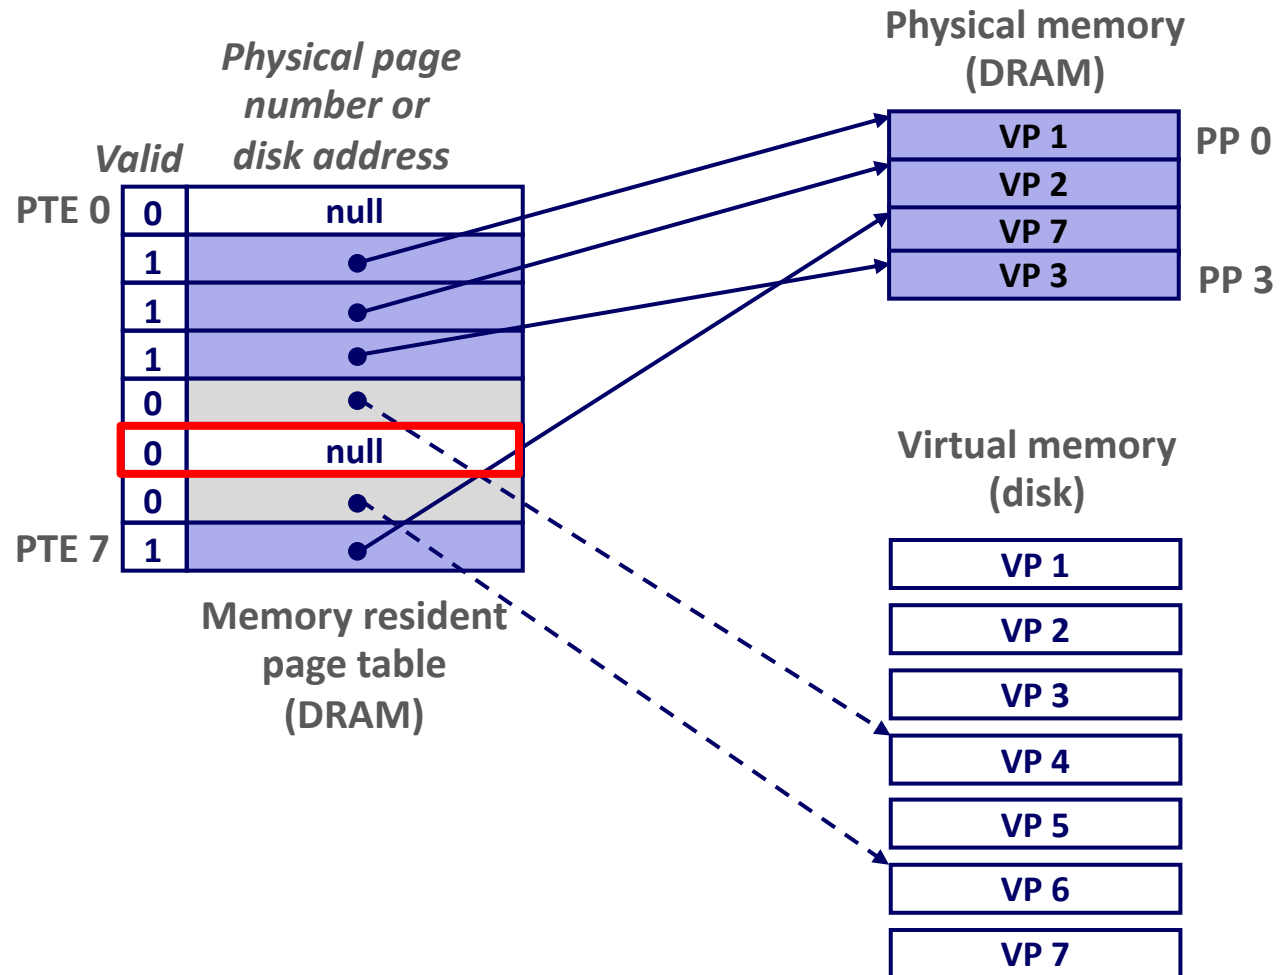 Physical page
number or
disk address
Valid
PTE 0
0
null
1
1
1
0
0
null
0
PTE 7
1
Memory resident
page table
(DRAM)
Physical memory
(DRAM)
VP 1
PP 0
VP 2
VP 7
VP 3
PP 3
Virtual memory
(disk)
VP 1
VP 2
VP 3
VP 4
VP 5
VP 6
VP 7